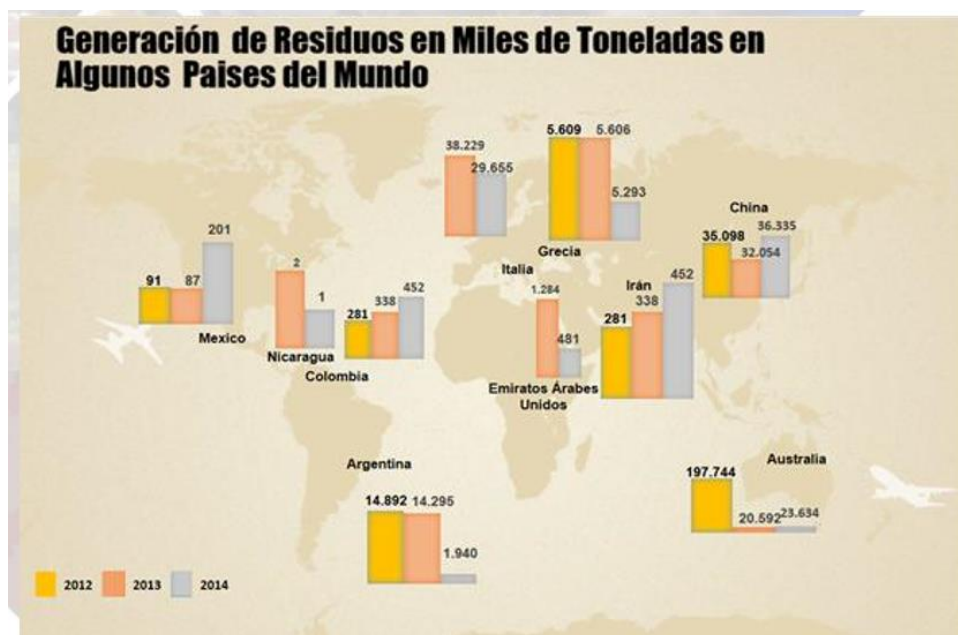 Generación de Residuos en Miles de Toneladas en
Algunos Paises del Mundo
38.229
29.655
5.609
5.606
5.293
Grecia
China
35.098
32.054
36.335
201
91
87
Mexico
2
1
Nicaragua
281
338
452
Colombia
Italia
1.284
481
Emiratos Árabes
Unidos
Irán
281
338
452
Argentina
14.892
14.295
1.940
Australia
197.744
20.592
23.634
2012
2013
2014